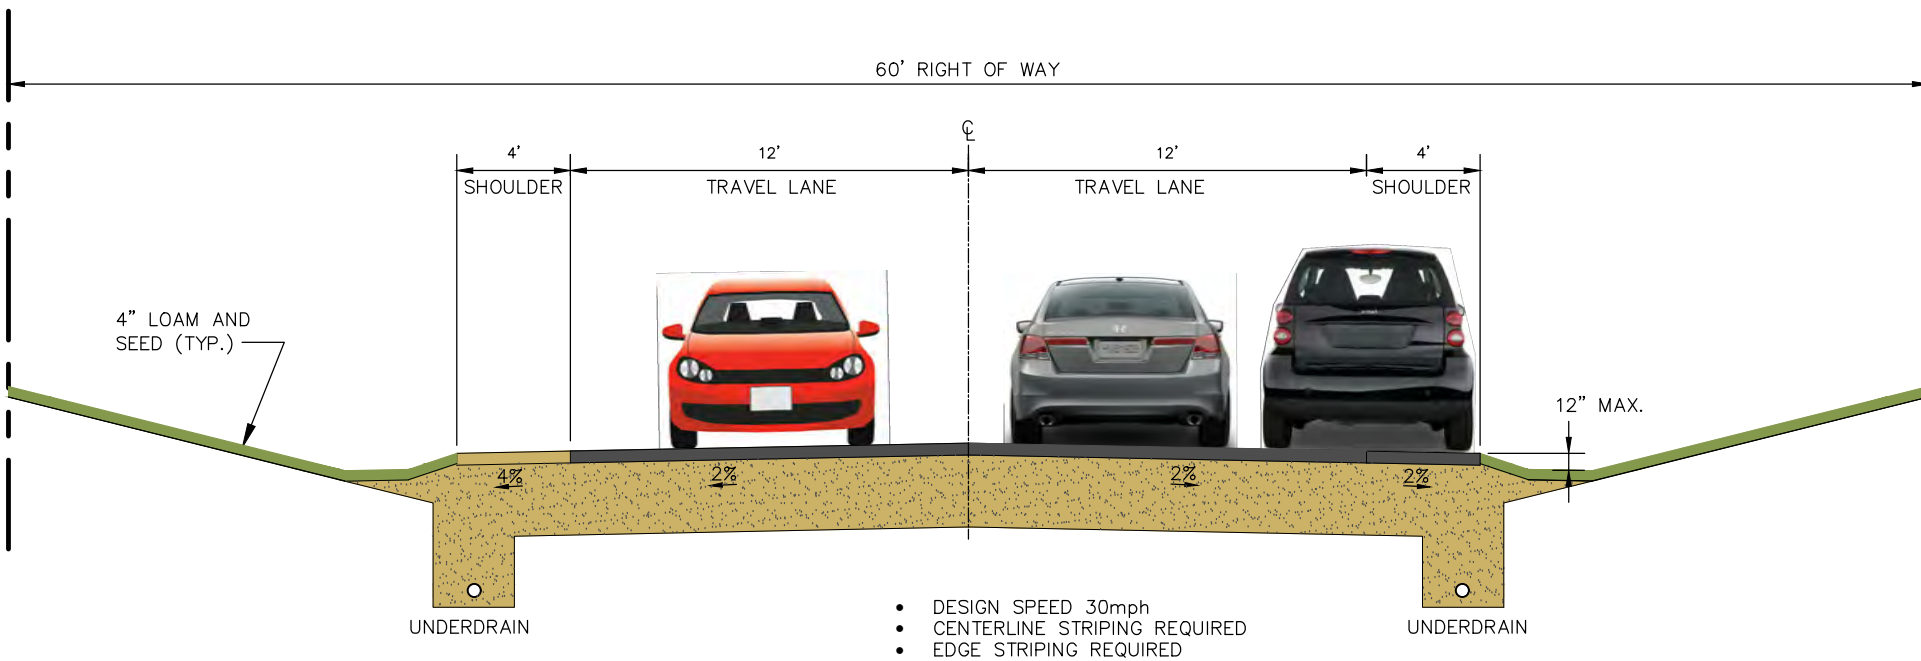 60' RIGHT OF WAY
℄
4' 12' 12' 4'
SHOULDER TRAVEL LANE TRAVEL LANE SHOULDER
4" LOAM AND
SEED (TYP.)
12" MAX.
4% 2% 2% 2%
UNDERDRAIN UNDERDRAIN
• DESIGN SPEED 30mph
• CENTERLINE STRIPING REQUIRED
• EDGE STRIPING REQUIRED